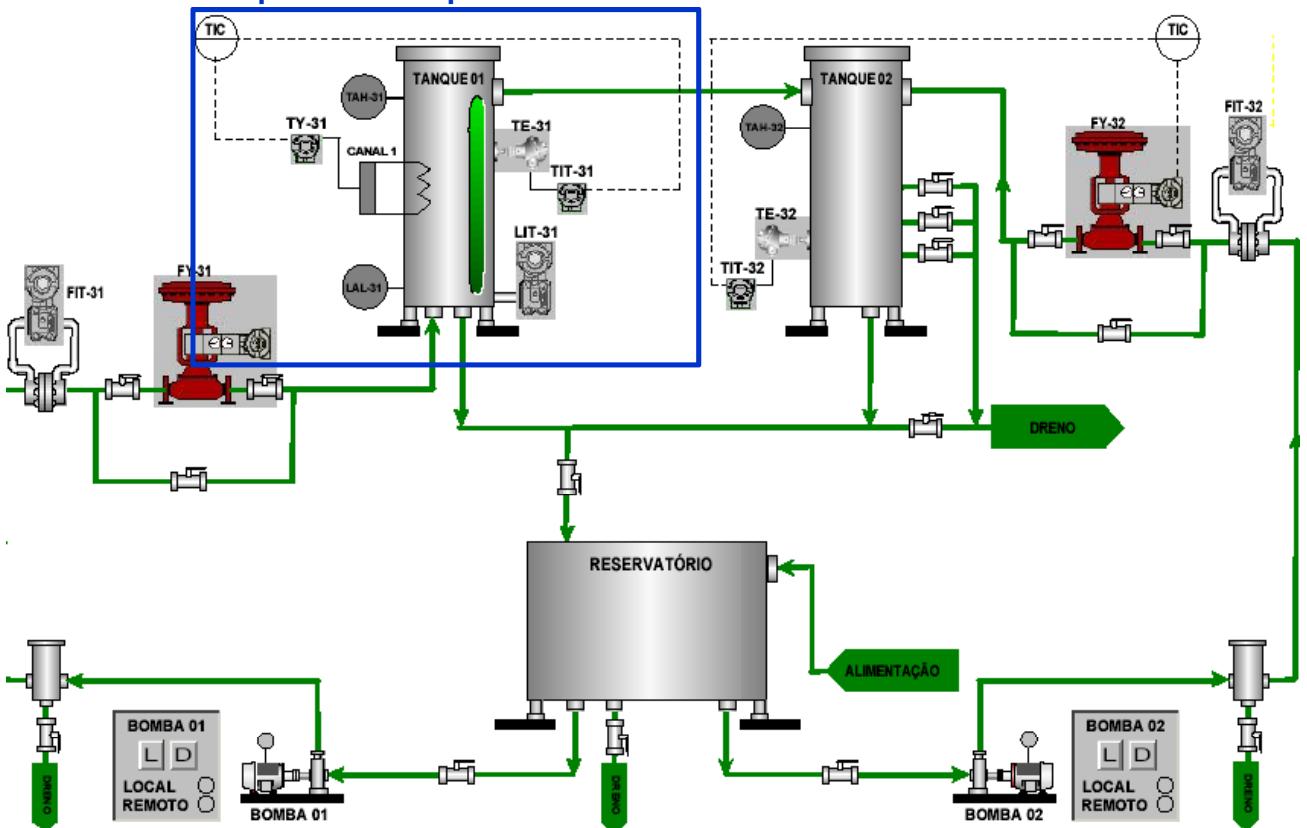 TIC
TIC
TANQUE 01
TANQUE 02
FIT-32
TAH-31
TY-31
TE-31
TAH-32
FY-32
CANAL 1
TIT-31
TE-32
LIT-31
TIT-32
FY-31
FIT-31
LAL-31
DRENO
RESERVATÓRIO
ALIMENTAÇÃO
BOMBA 01
L D
LOCAL
REMOTO
BOMBA 01
DRENO
DRENO
BOMBA 02
L D
LOCAL
REMOTO
BOMBA 02
DRENO